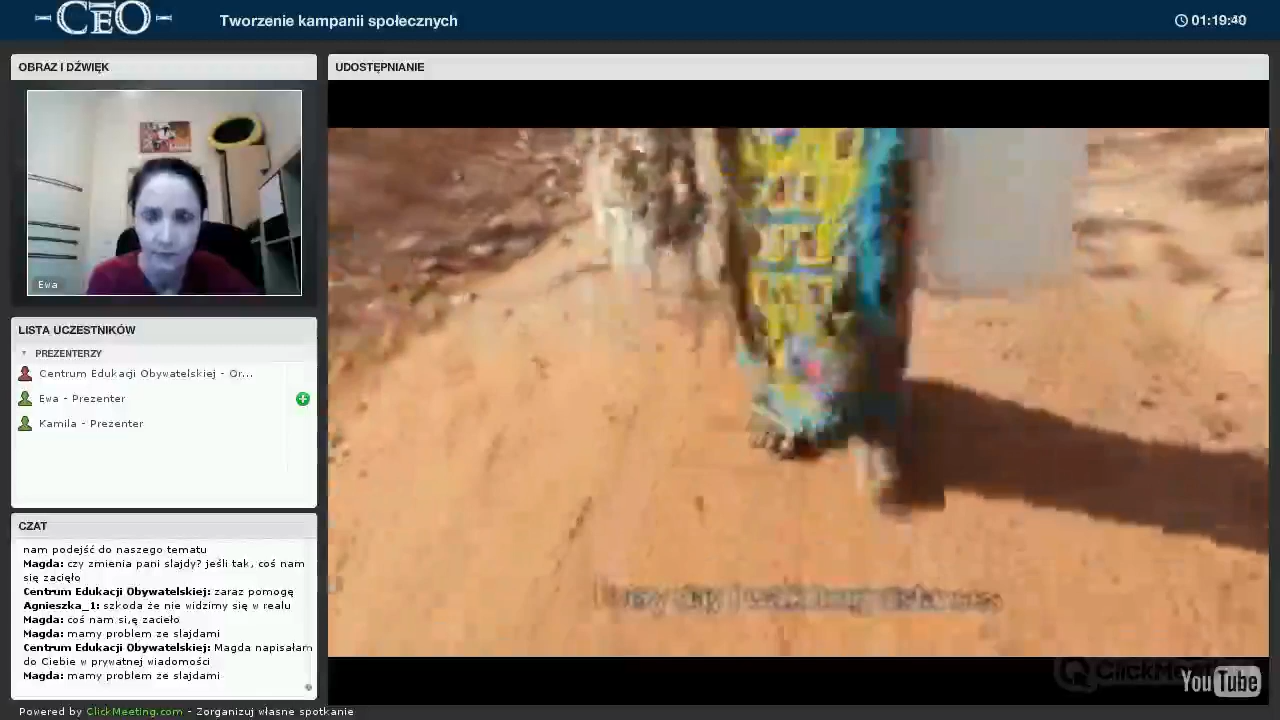 CEO
Tworzenie kampanii społecznych
01:19:40
OBRAZ I DŹWIĘK
Ewa
LISTA UCZESTNIKÓW
PREZENTERZY
Centrum Edukacji Obywatelskiej - Or...
Ewa - Prezenter
Kamila - Prezenter
CZAT
nam podejść do naszego tematu
Magda: czy zmienia pani slajdy? jeśli tak, coś nam
się zacięło
Centrum Edukacji Obywatelskiej: zaraz pomogę
Agnieszka_1: szkoda że nie widzimy się w realu
Magda: coś nam si,ę zacieło
Magda: mamy problem ze slajdami
Centrum Edukacji Obywatelskiej: Magda napisałam
do Ciebie w prywatnej wiadomości
Magda: mamy problem ze slajdami
UDOSTĘPNIANIE
ClickMeeting
YouTube
Powered by ClickMeeting.com - Zorganizuj własne spotkanie